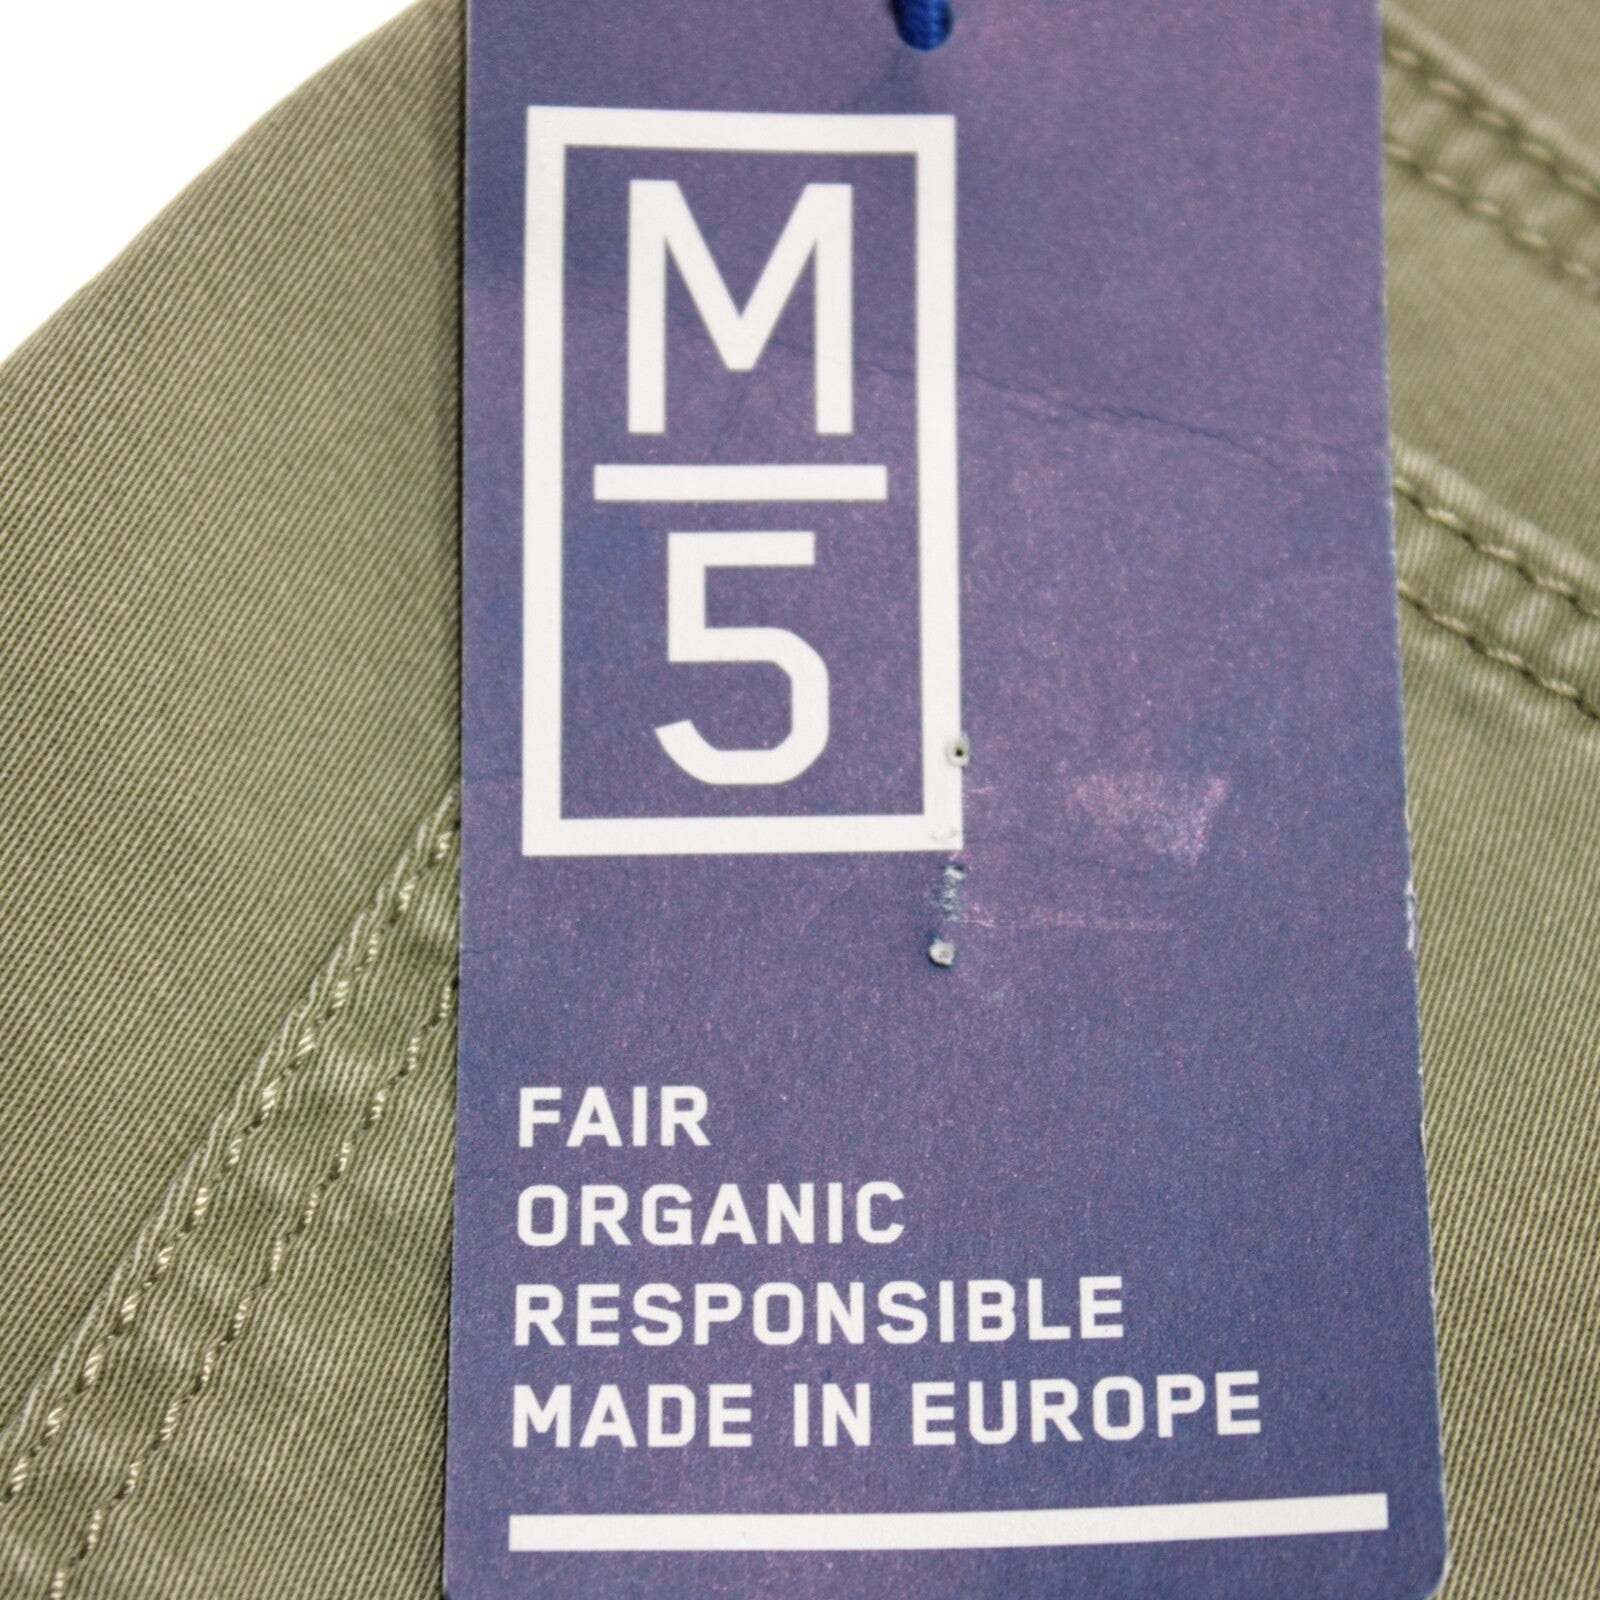 M
5
FAIR
ORGANIC
RESPONSIBLE
MADE IN EUROPE